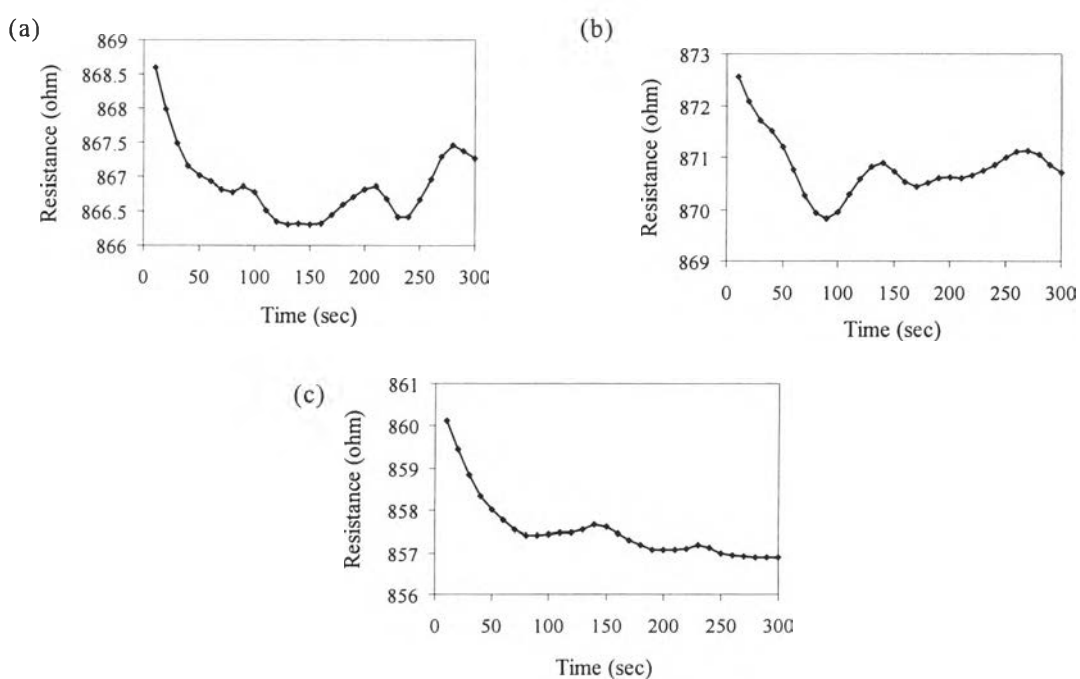 (a)
869
868.5
868
867.5
867
866.5
866
Resistance (ohm)
0 50 100 150 200 250 300
Time (sec)
(b)
873
872
871
870
869
Resistance (ohm)
0 50 100 150 200 250 300
Time (sec)
(c)
861
860
859
858
857
856
Resistance (ohm)
0 50 100 150 200 250 300
Time (sec)